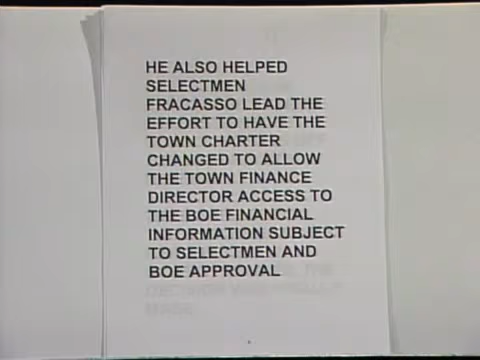 HE ALSO HELPED
SELECTMEN
FRACASSO LEAD THE
EFFORT TO HAVE THE
TOWN CHARTER
CHANGED TO ALLOW
THE TOWN FINANCE
DIRECTOR ACCESS TO
THE BOE FINANCIAL
INFORMATION SUBJECT
TO SELECTMEN AND
BOE APPROVAL